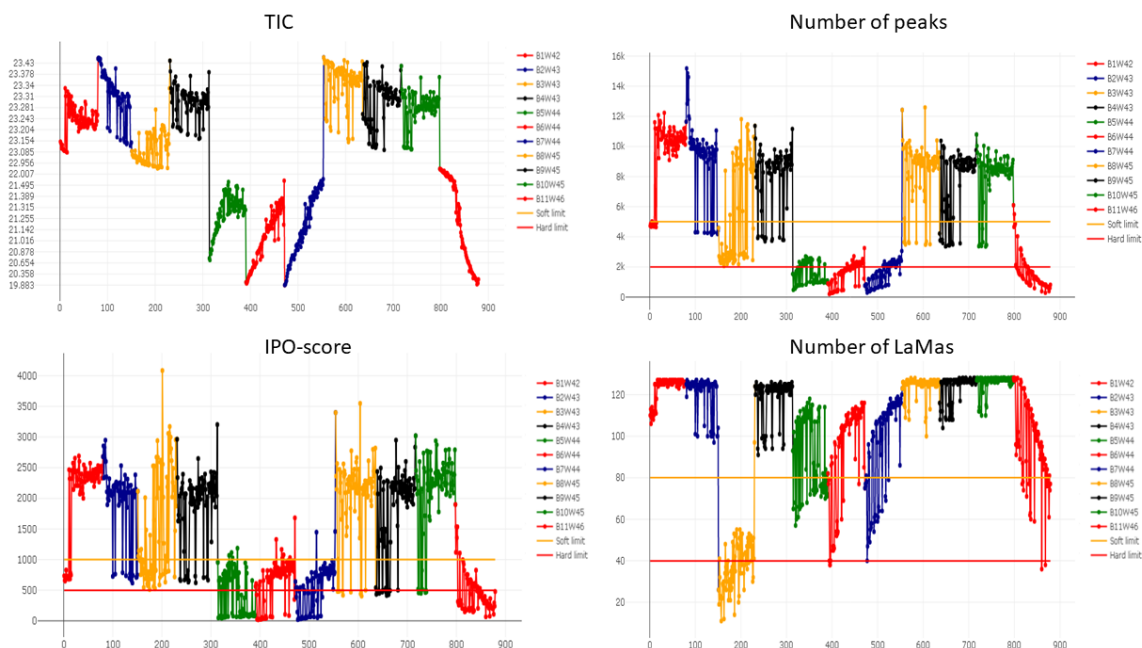 TIC
23.43
23.378
23.34
23.31
23.281
23.243
23.204
23.154
23.085
22.956
22.007
21.495
21.399
21.315
21.255
21.142
21.016
20.878
20.654
20.358
19.883
0 100 200 300 400 500 600 700 800 900
B1W42
B2W43
B3W43
B4W43
B5W44
B6W44
B7W44
B8W45
B9W45
B10W45
B11W46
Soft limit
Hard limit
Number of peaks
16k
14k
12k
10k
8k
6k
4k
2k
0
0 100 200 300 400 500 600 700 800 900
B1W42
B2W43
B3W43
B4W43
B5W44
B6W44
B7W44
B8W45
B9W45
B10W45
B11W46
Soft limit
Hard limit
IPO-score
4000
3500
3000
2500
2000
1500
1000
500
0
0 100 200 300 400 500 600 700 800 900
B1W42
B2W43
B3W43
B4W43
B5W44
B6W44
B7W44
B8W45
B9W45
B10W45
B11W46
Soft limit
Hard limit
Number of LaMas
120
100
80
60
40
20
0 100 200 300 400 500 600 700 800 900
B1W42
B2W43
B3W43
B4W43
B5W44
B6W44
B7W44
B8W45
B9W45
B10W45
B11W46
Soft limit
Hard limit